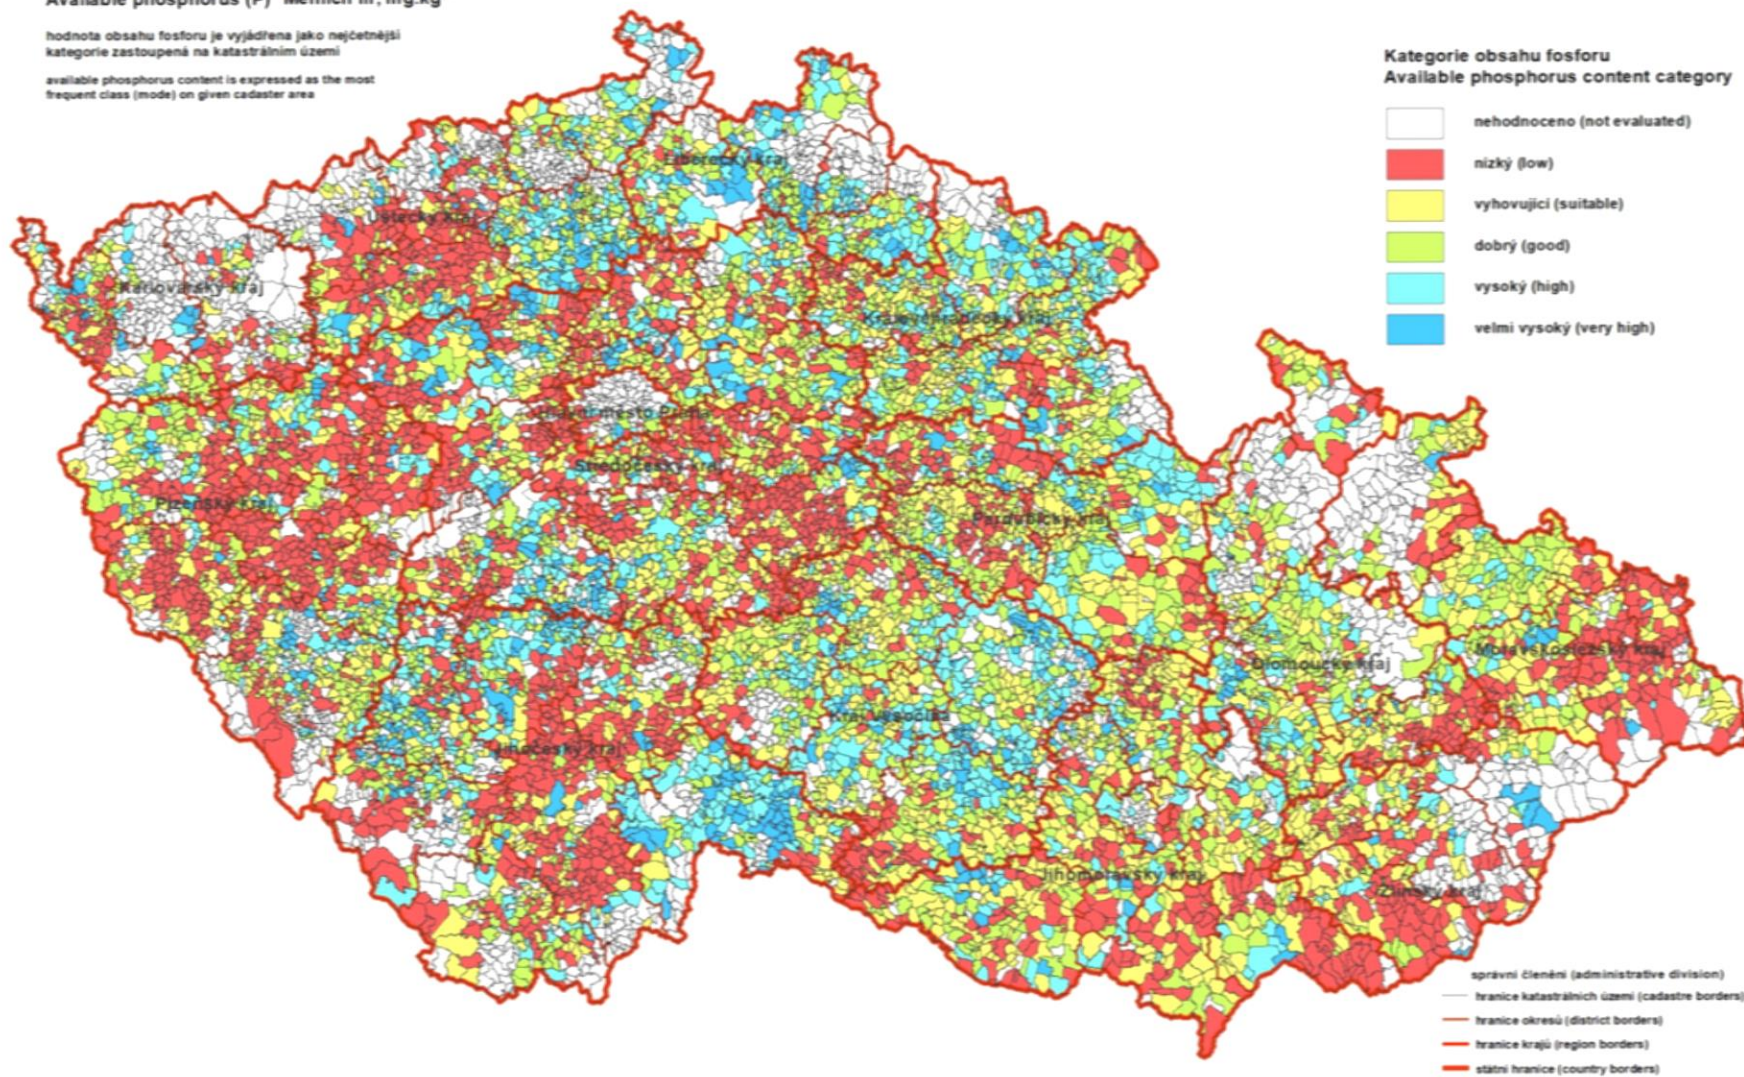 Available phosphorus (P) - Mehlich III, mg.kg
hodnota obsahu fosforu je vyjádřena jako nejčetnější
kategorie zastoupená na katastrálním území
available phosphorus content is expressed as the most
frequent class (mode) on given cadaster area
Kategorie obsahu fosforu
Available phosphorus content category
nehodnoceno (not evaluated)
nízký (low)
vyhovující (suitable)
dobrý (good)
vysoký (high)
velmi vysoký (very high)
Liberecký kraj
Ústecký kraj
Karlovarský kraj
Královéhradecký kraj
Hlavní město Praha
Středočeský kraj
Plzeňský kraj
Pardubický kraj
Moravskoslezský kraj
Olomoucký kraj
Kraj Vysočina
Jihočeský kraj
Jihomoravský kraj
Zlínský kraj
správní členění (administrative division)
hranice katastrálních území (cadastre borders)
hranice okresů (district borders)
hranice krajů (region borders)
státní hranice (country borders)